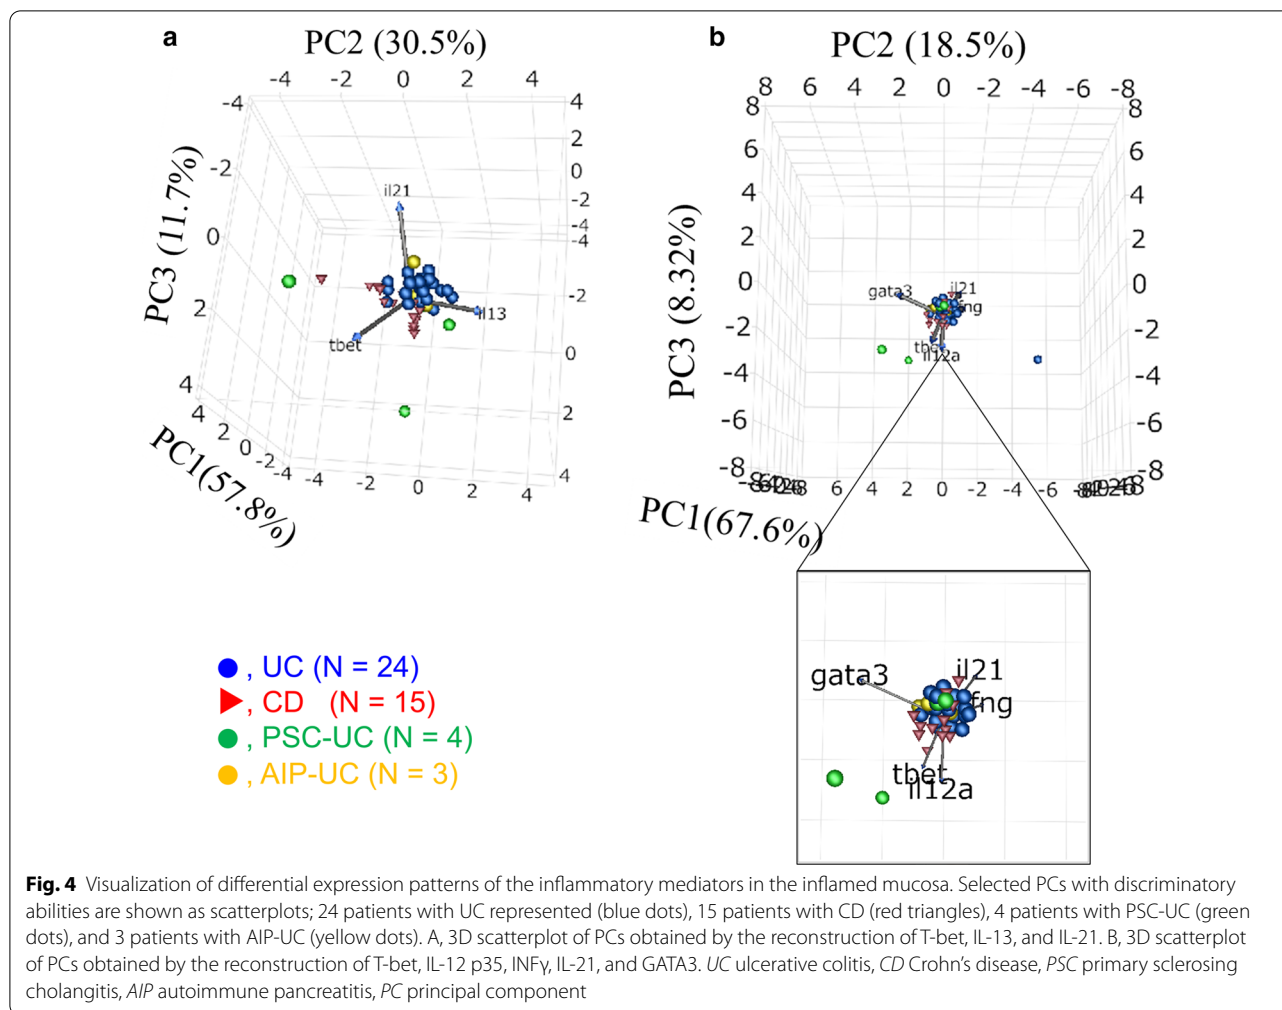 a
PC2 (30.5%)
-4 -2 0 2 4
-4 -2 0 2 4
PC3 (11.7%)
4 2 0 -2 -4
-4 -2 0 2 4
il21
il13
tbet
4 2 0 -2 -4
-4 -2 0 2 4
PC1(57.8%)
b
PC2 (18.5%)
8 6 4 2 0 -2 -4 -6 -8
8 6 4 2 0 -2 -4 -6 -8
PC3 (8.32%)
8 6 4 2 0 -2 -4 -6 -8
gata3
il21
fng
il12a
8 6 4 2 0 -2 -4 -6
PC1(67.6%)
gata3
il21
fng
tbet
il12a
, UC (N = 24)
, CD (N = 15)
, PSC-UC (N = 4)
, AIP-UC (N = 3)
Fig. 4 Visualization of differential expression patterns of the inflammatory mediators in the inflamed mucosa. Selected PCs with discriminatory
abilities are shown as scatterplots; 24 patients with UC represented (blue dots), 15 patients with CD (red triangles), 4 patients with PSC-UC (green
dots), and 3 patients with AIP-UC (yellow dots). A, 3D scatterplot of PCs obtained by the reconstruction of T-bet, IL-13, and IL-21. B, 3D scatterplot
of PCs obtained by the reconstruction of T-bet, IL-12 p35, INFγ, IL-21, and GATA3. UC ulcerative colitis, CD Crohn's disease, PSC primary sclerosing
cholangitis, AIP autoimmune pancreatitis, PC principal component